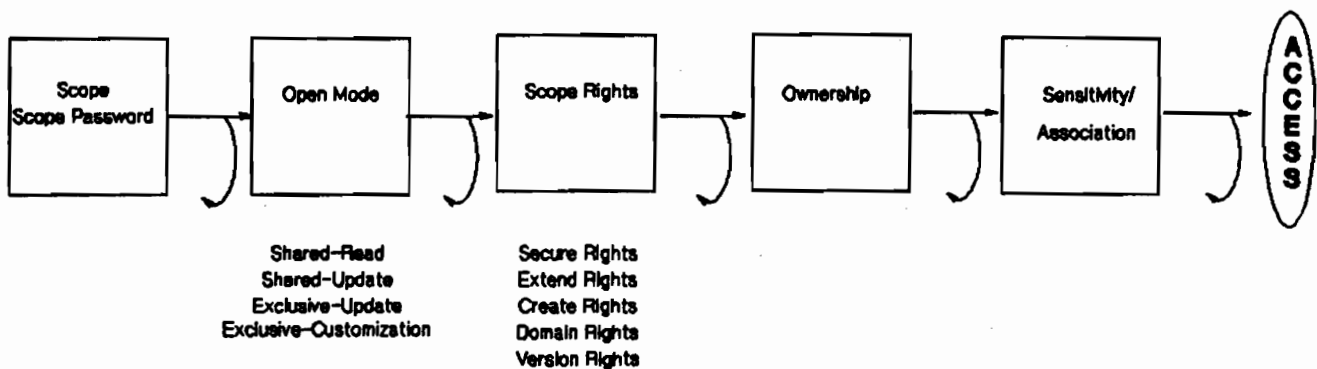 Scope
Scope Password
Open Mode
Scope Rights
Ownership
Sensitivity/
Association
ACCESS
Shared-Read
Shared-Update
Exclusive-Update
Exclusive-Customization
Secure Rights
Extend Rights
Create Rights
Domain Rights
Version Rights